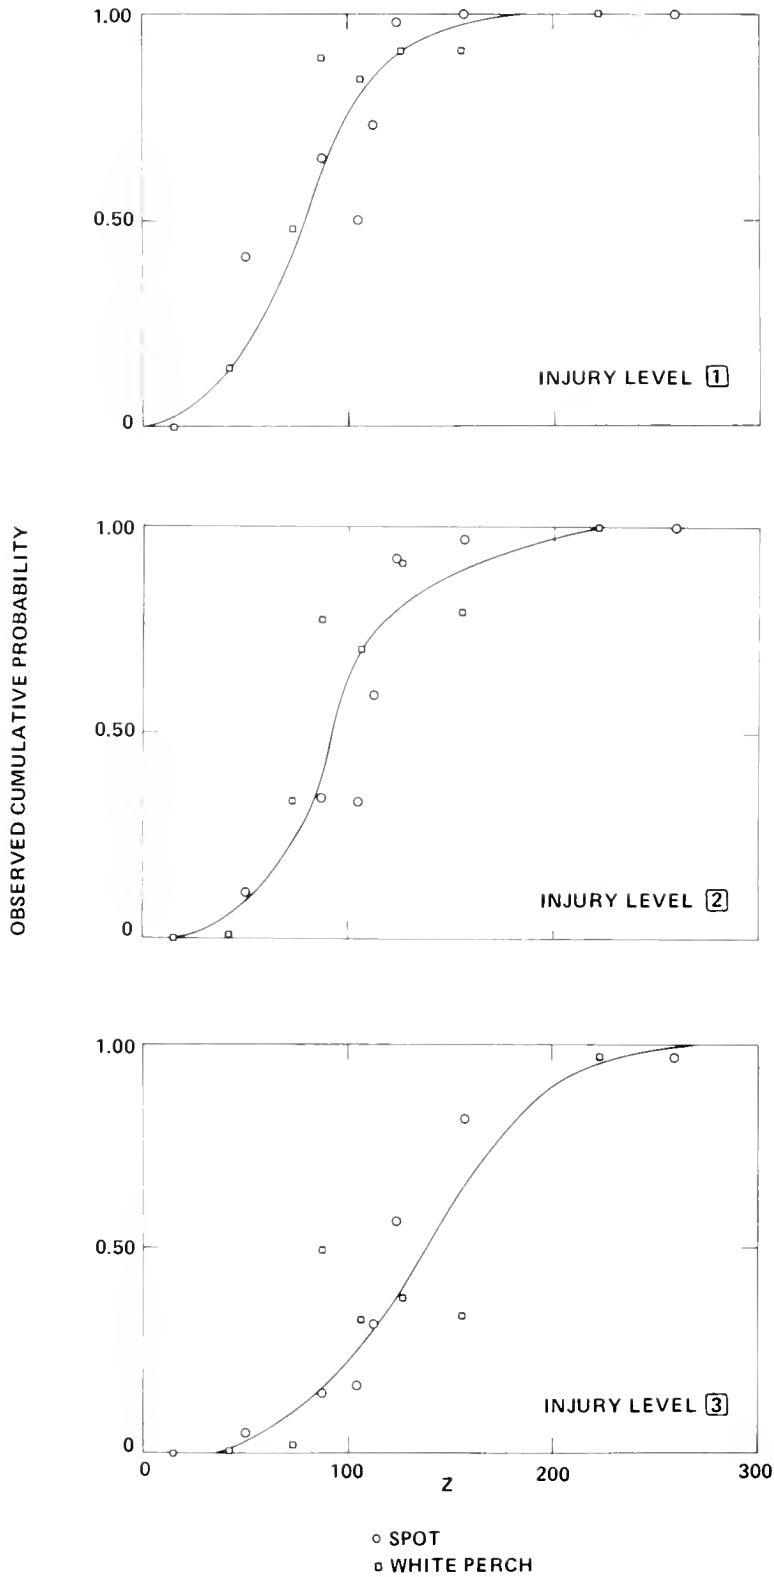 1.00
0.50
0
INJURY LEVEL 1
OBSERVED CUMULATIVE PROBABILITY
1.00
0.50
0
INJURY LEVEL 2
1.00
0.50
0
INJURY LEVEL 3
0 100 200 300
Z
SPOT
WHITE PERCH